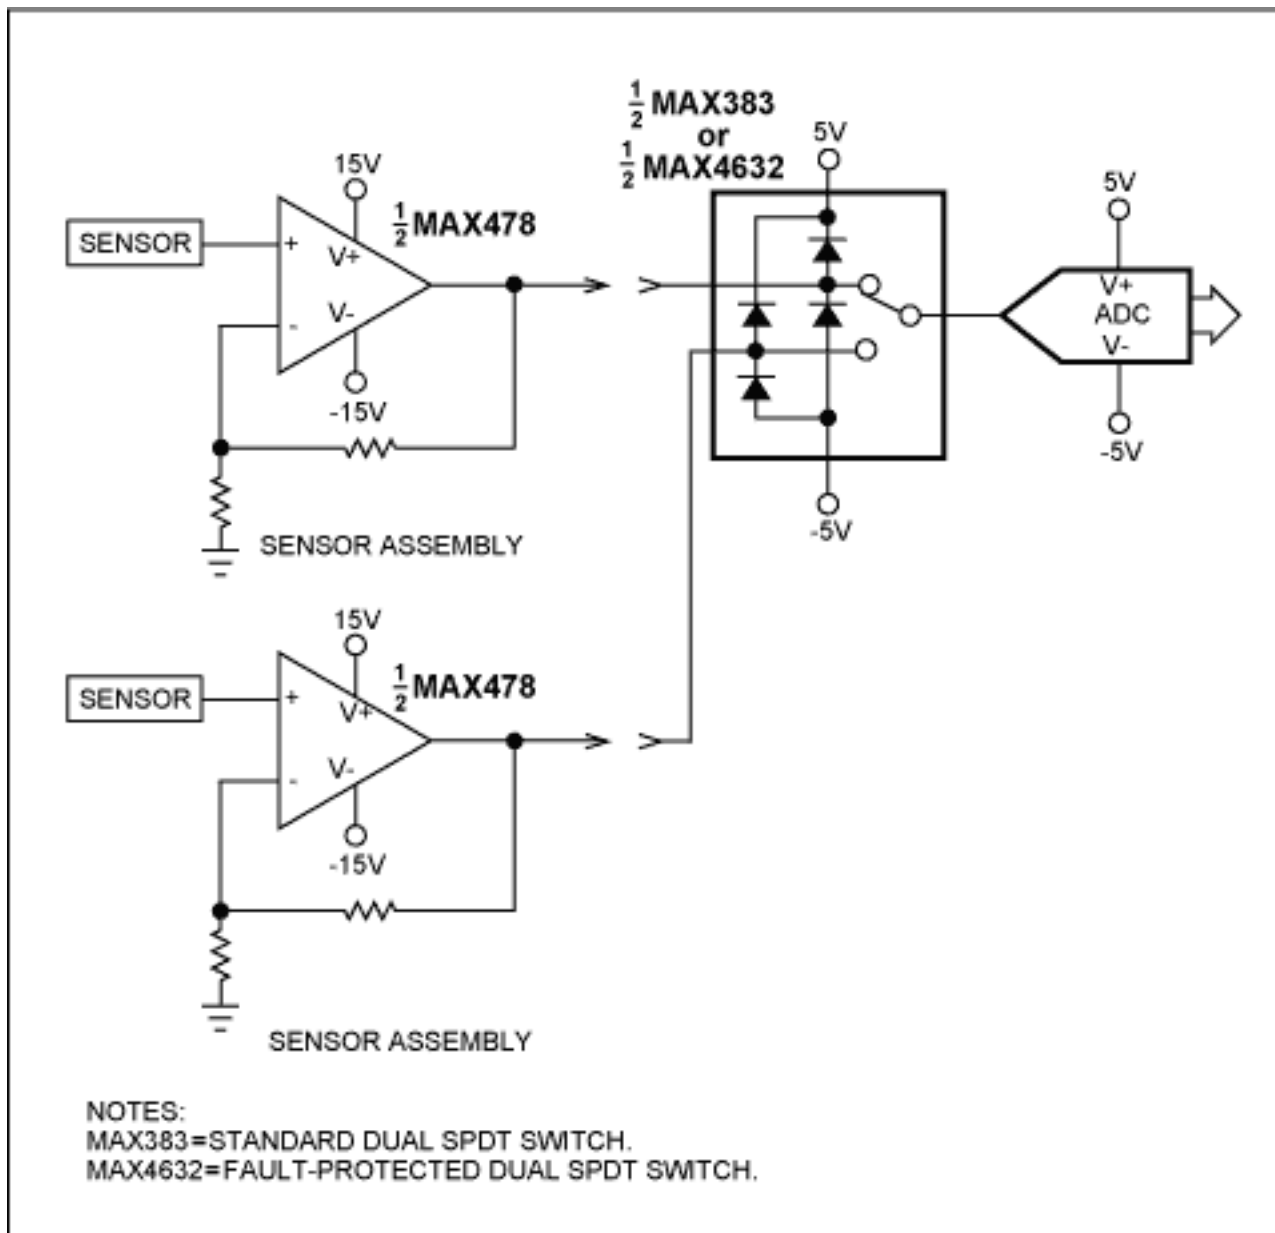 1/2 MAX383
or
1/2 MAX4632
5V
15V
1/2 MAX478
SENSOR
+
V+
-
V-
-15V
SENSOR ASSEMBLY
5V
V+
ADC
V-
-5V
-5V
15V
1/2 MAX478
SENSOR
+
V+
-
V-
-15V
SENSOR ASSEMBLY
NOTES:
MAX383=STANDARD DUAL SPDT SWITCH.
MAX4632=FAULT-PROTECTED DUAL SPDT SWITCH.